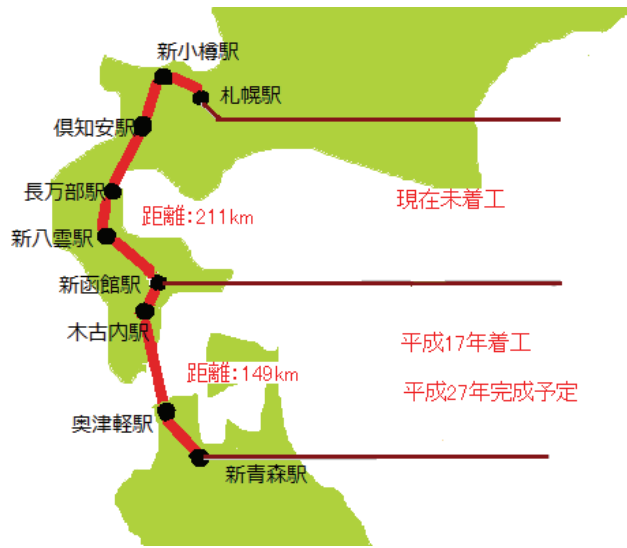 新小樽駅
札幌駅
倶知安駅
長万部駅
現在未着工
距離:211km
新八雲駅
新函館駅
木古内駅
平成17年着工
距離:149km
平成27年完成予定
奥津軽駅
新青森駅